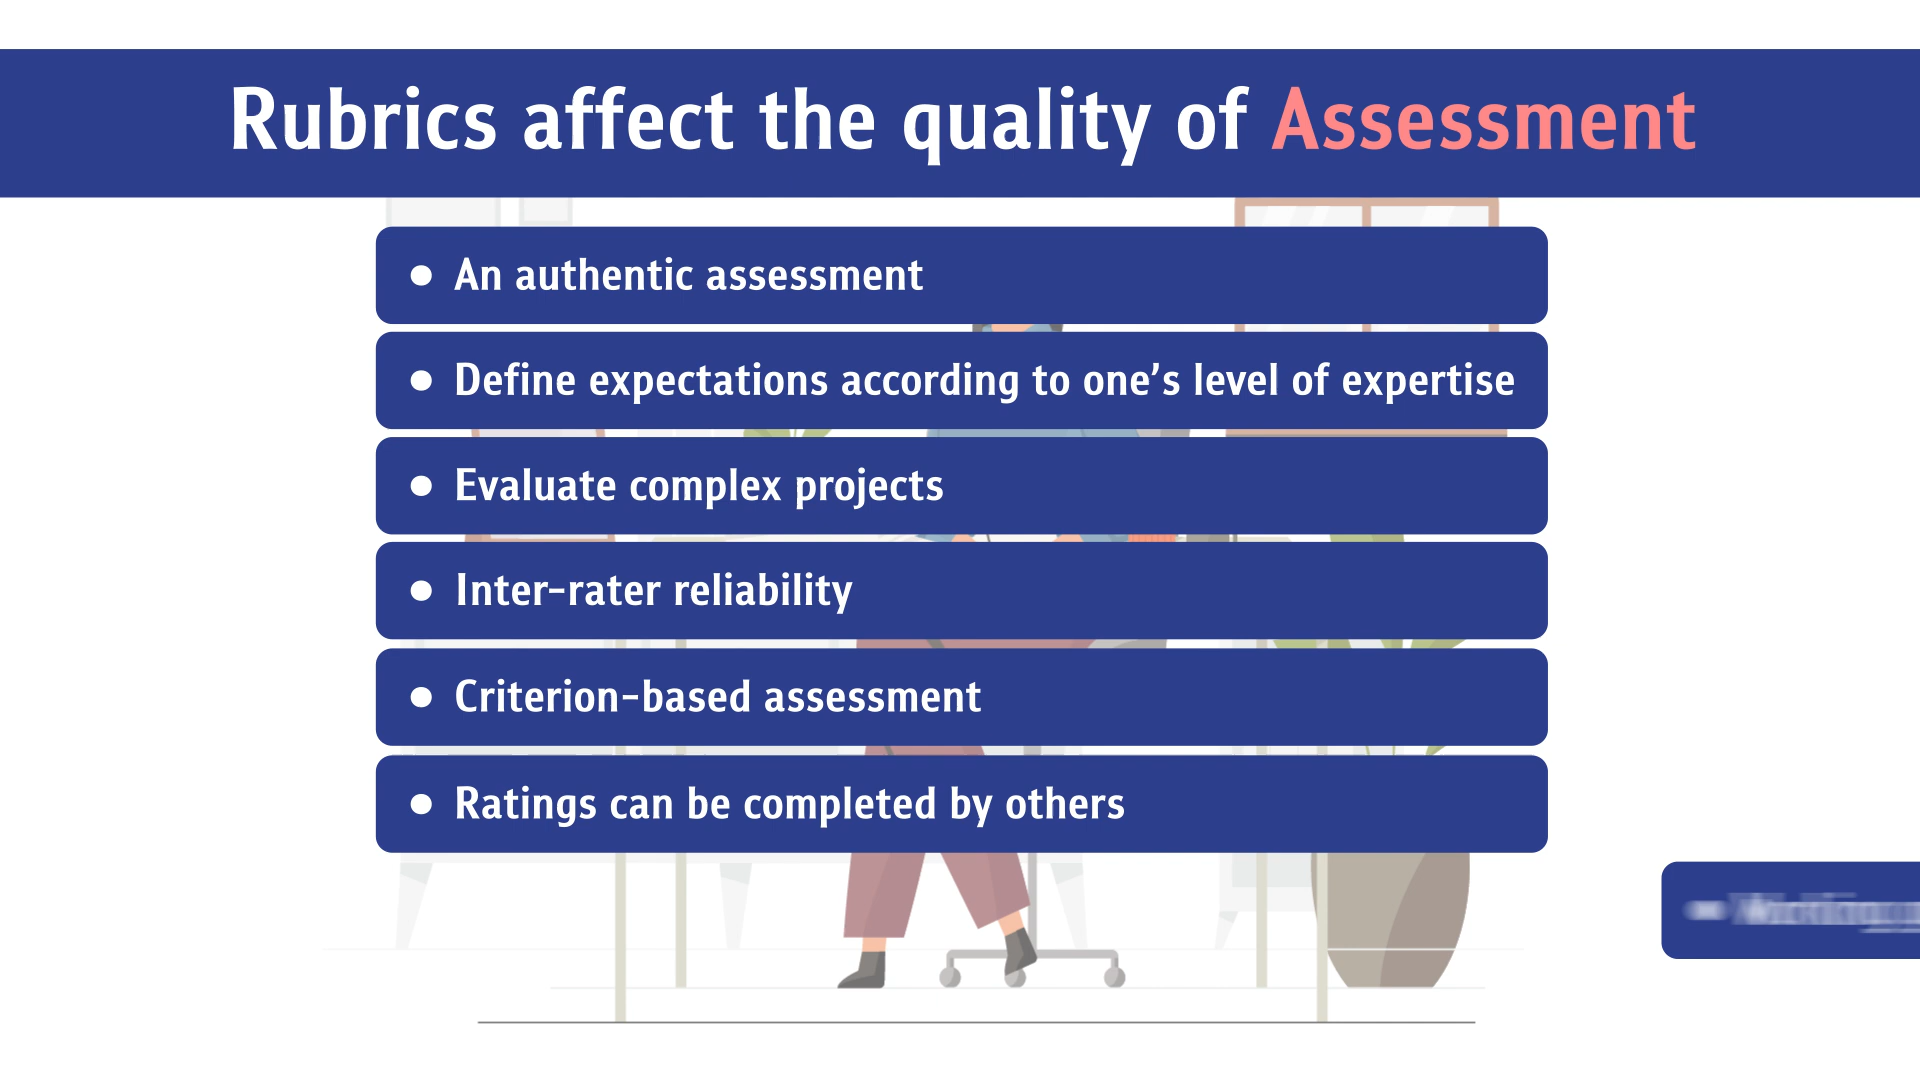 Rubrics affect the quality of Assessment
• An authentic assessment
• Define expectations according to one’s level of expertise
• Evaluate complex projects
• Inter-rater reliability
• Criterion-based assessment
• Ratings can be completed by others